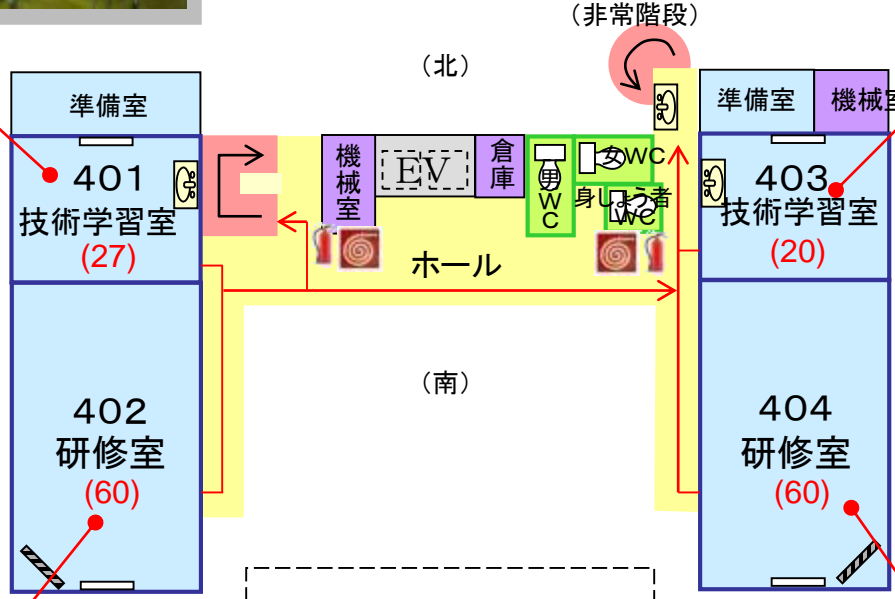 （非常階段）
（北）
準備室
準備室
機械室
401
技術学習室
(27)
機械室
EV
倉庫
男WC
女WC
身しょう者
WC
403
技術学習室
(20)
ホール
（南）
402
研修室
(60)
404
研修室
(60)